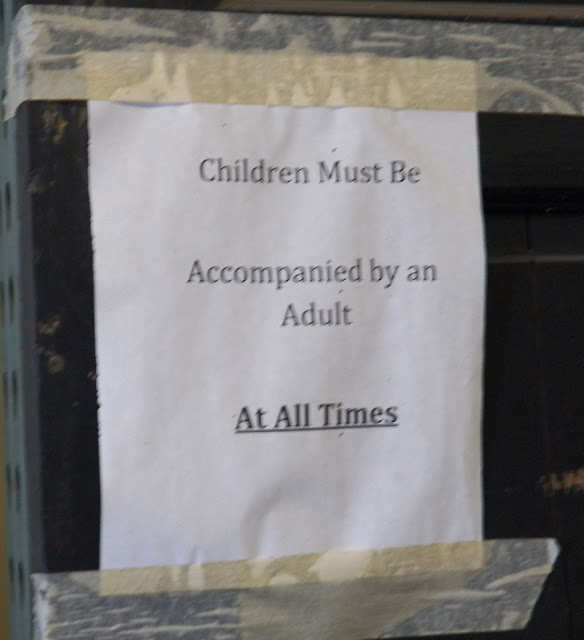 Children Must Be
Accompanied by an
Adult
At All Times